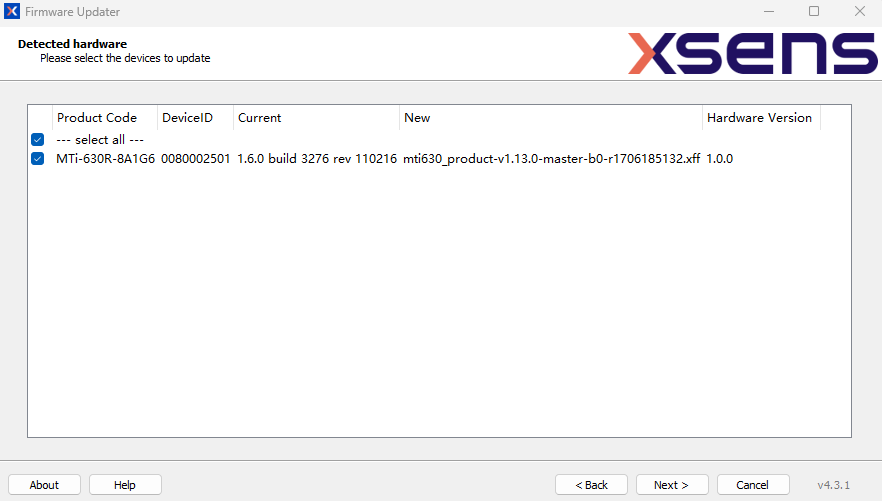 Firmware Updater
Detected hardware
Please select the devices to update
xsens
Product Code DeviceID Current New Hardware Version
--- select all ---
MTi-630R-8A1G6 0080002501 1.6.0 build 3276 rev 110216 mti630_product-v1.13.0-master-b0-r1706185132.xff 1.0.0
About Help < Back Next > Cancel v4.3.1